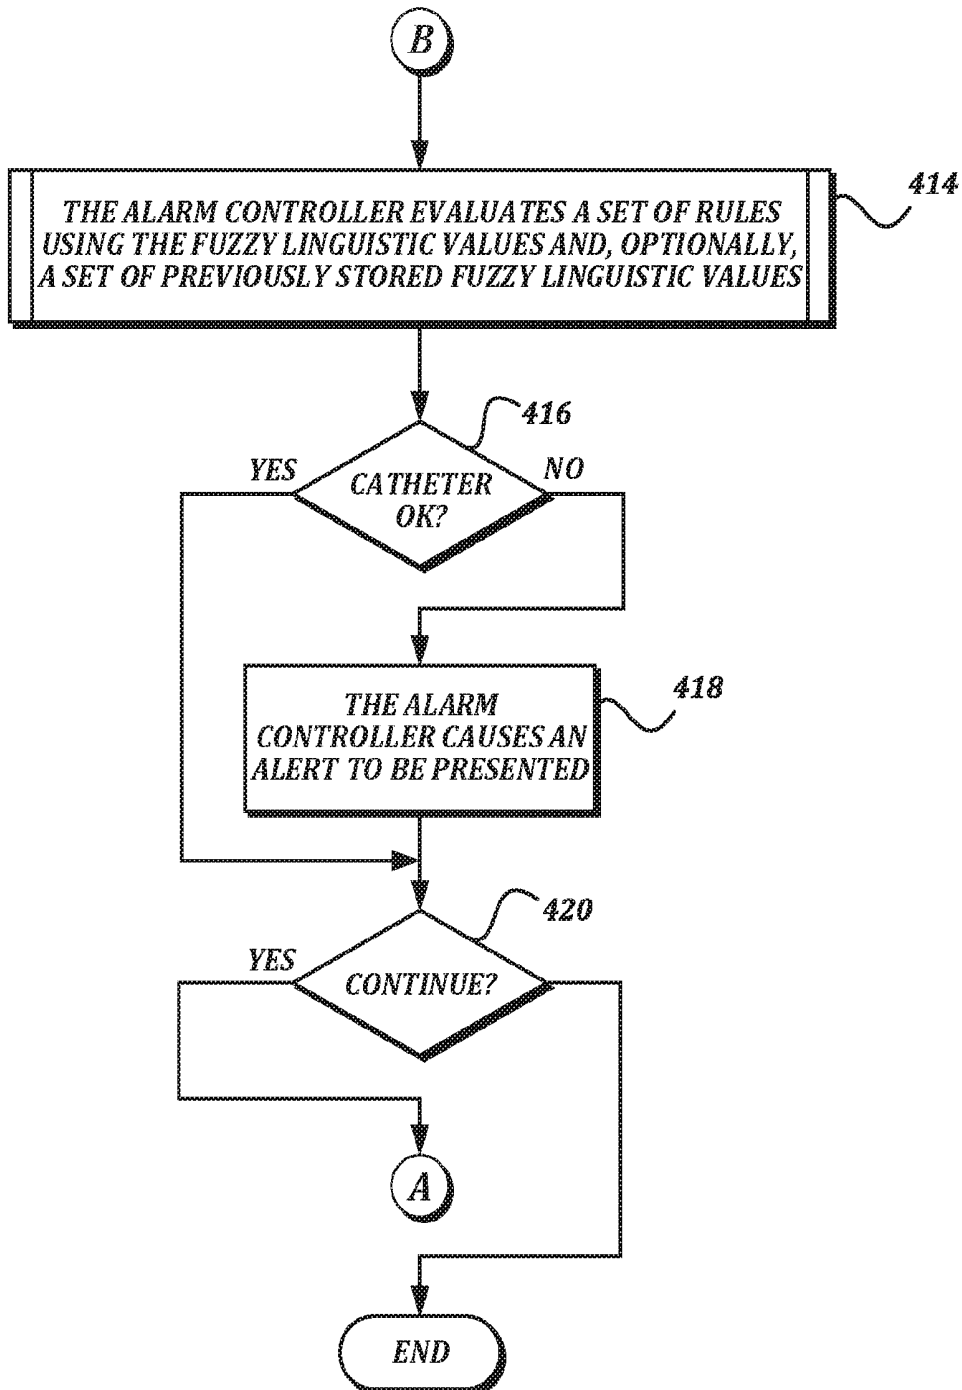 B
THE ALARM CONTROLLER EVALUATES A SET OF RULES
USING THE FUZZY LINGUISTIC VALUES AND, OPTIONALLY,
A SET OF PREVIOUSLY STORED FUZZY LINGUISTIC VALUES
414
416
YES
NO
CATHETER
OK?
THE ALARM
CONTROLLER CAUSES AN
ALERT TO BE PRESENTED
418
420
YES
CONTINUE?
A
END